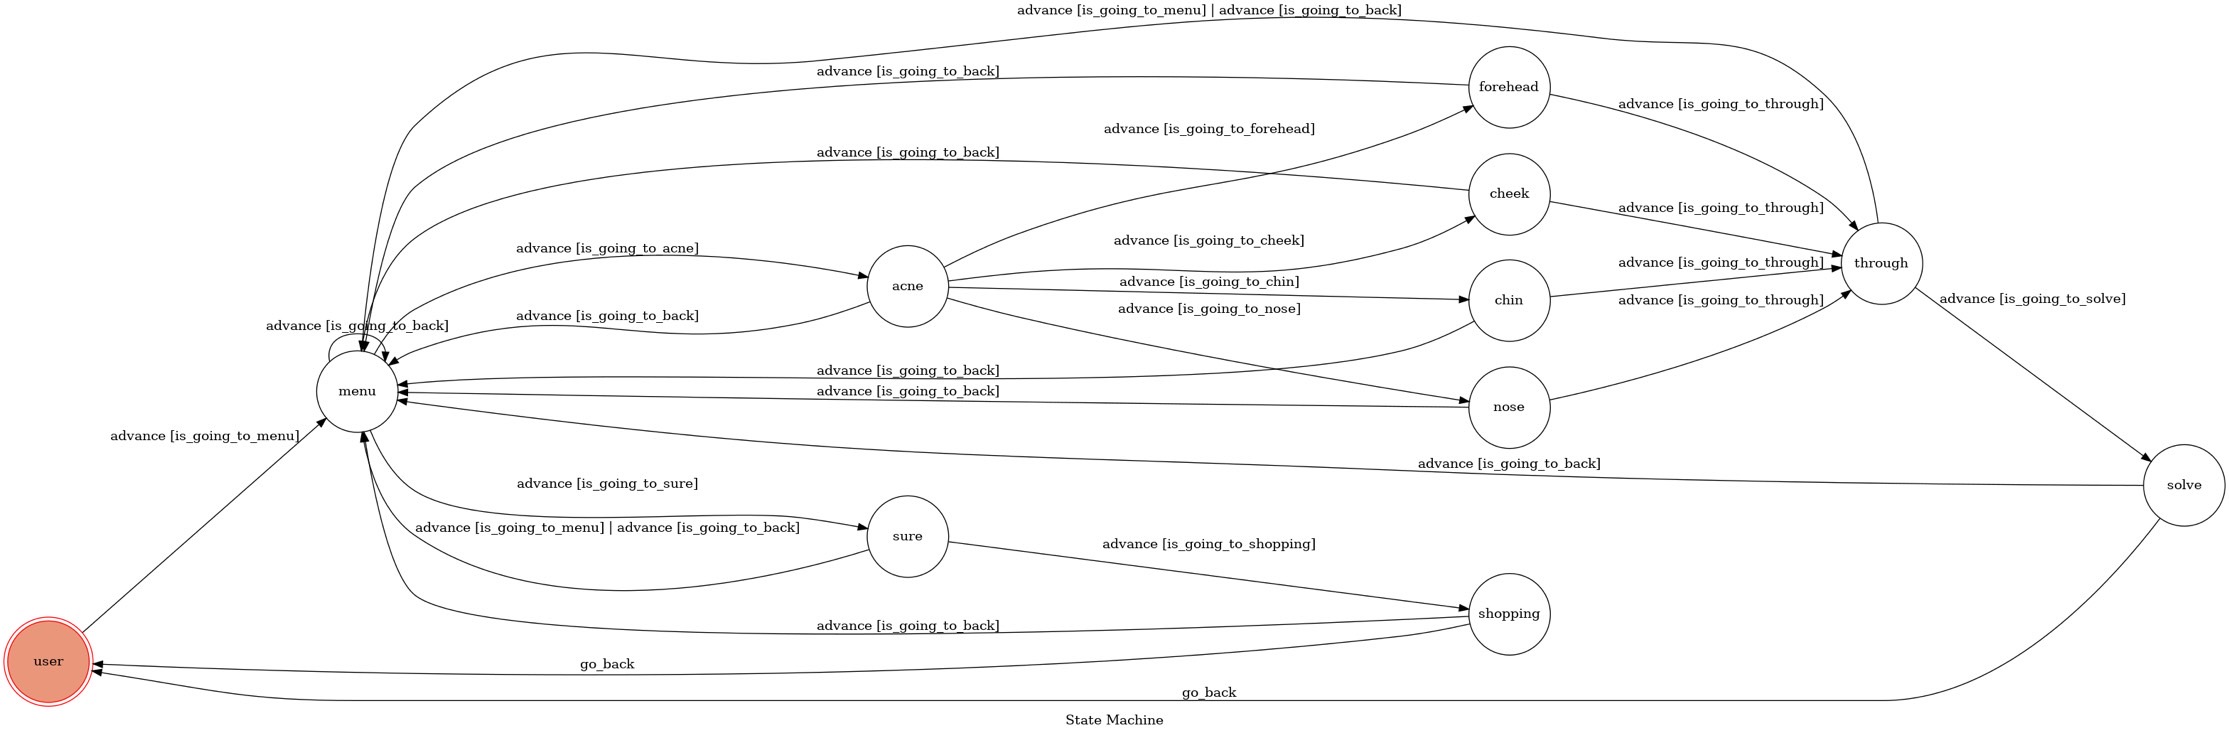 advance [is_going_to_menu] | advance [is_going_to_back]
advance [is_going_to_back]
forehead
advance [is_going_to_through]
advance [is_going_to_forehead]
advance [is_going_to_back]
cheek
advance [is_going_to_through]
advance [is_going_to_cheek]
advance [is_going_to_acne]
acne
advance [is_going_to_chin]
chin
advance [is_going_to_through]
through
advance [is_going_to_through]
advance [is_going_to_solve]
advance [is_going_to_nose]
advance [is_going_to_back]
advance [is_going_to_back]
advance [is_going_to_back]
menu
advance [is_going_to_back]
nose
advance [is_going_to_menu]
advance [is_going_to_back]
solve
advance [is_going_to_sure]
advance [is_going_to_menu] | advance [is_going_to_back]
sure
advance [is_going_to_shopping]
shopping
advance [is_going_to_back]
user
go_back
go_back
State Machine